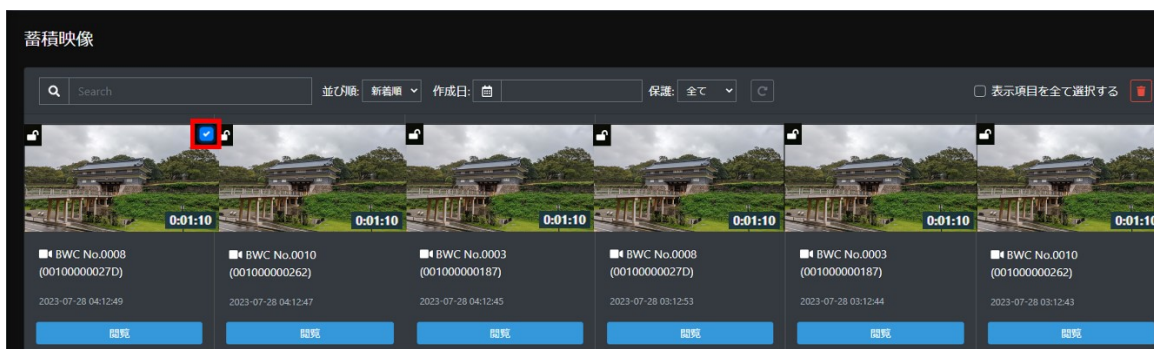 蓄積映像
Search
並び順: 新着順
作成日:
保護: 全て
表示項目を全て選択する
0:01:10
0:01:10
0:01:10
0:01:10
0:01:10
0:01:10
BWC No.0008
(00100000027D)
2023-07-28 04:12:49
閲覧
BWC No.0010
(001000000262)
2023-07-28 04:12:47
閲覧
BWC No.0003
(001000000187)
2023-07-28 04:12:45
閲覧
BWC No.0008
(00100000027D)
2023-07-28 03:12:53
閲覧
BWC No.0003
(001000000187)
2023-07-28 03:12:44
閲覧
BWC No.0010
(001000000262)
2023-07-28 03:12:43
閲覧